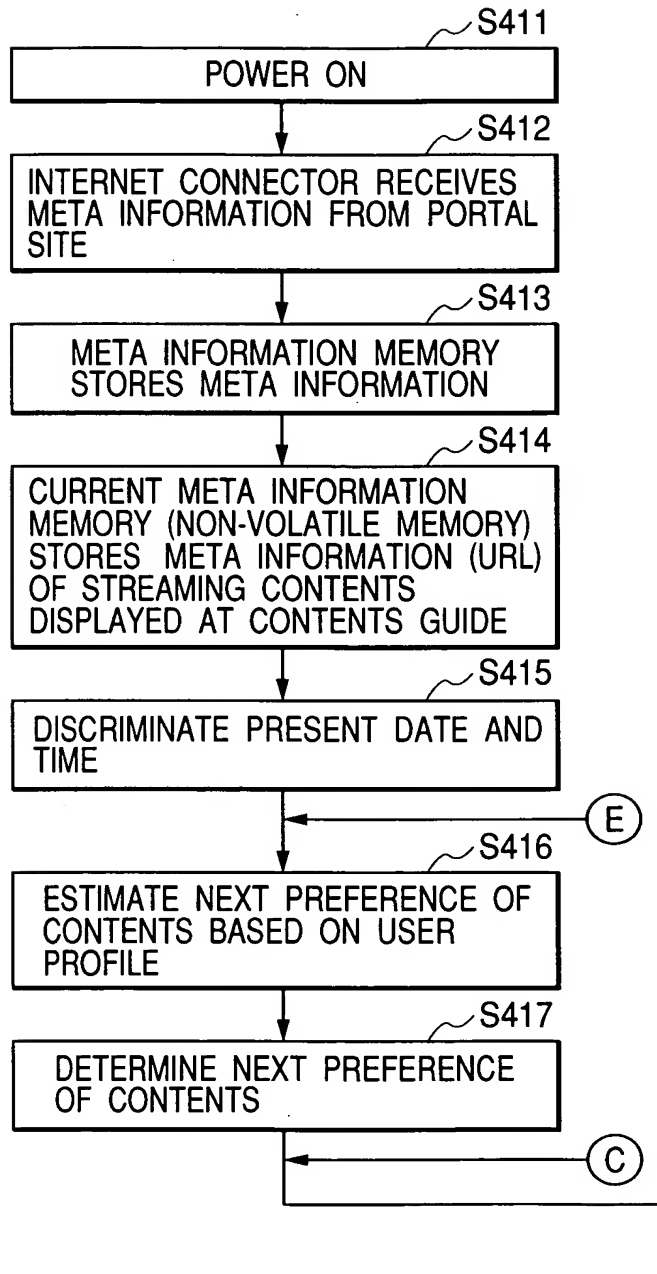 S411
POWER ON
S412
INTERNET CONNECTOR RECEIVES
META INFORMATION FROM PORTAL
SITE
S413
META INFORMATION MEMORY
STORES META INFORMATION
S414
CURRENT META INFORMATION
MEMORY (NON-VOLATILE MEMORY)
STORES META INFORMATION (URL)
OF STREAMING CONTENTS
DISPLAYED AT CONTENTS GUIDE
S415
DISCRIMINATE PRESENT DATE AND
TIME
E
S416
ESTIMATE NEXT PREFERENCE OF
CONTENTS BASED ON USER
PROFILE
S417
DETERMINE NEXT PREFERENCE
OF CONTENTS
C